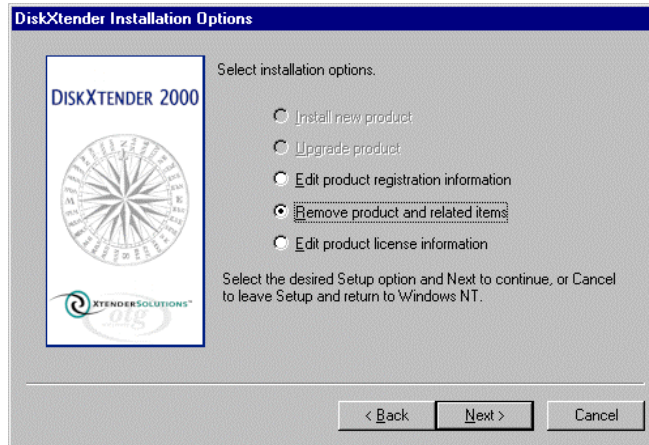 DiskXtender Installation Options
DISKXTENDER 2000
XTENDERSOLUTIONS™
otg
Select installation options.
Install new product
Upgrade product
Edit product registration information
Remove product and related items
Edit product license information
Select the desired Setup option and Next to continue, or Cancel
to leave Setup and return to Windows NT.
< Back
Next >
Cancel